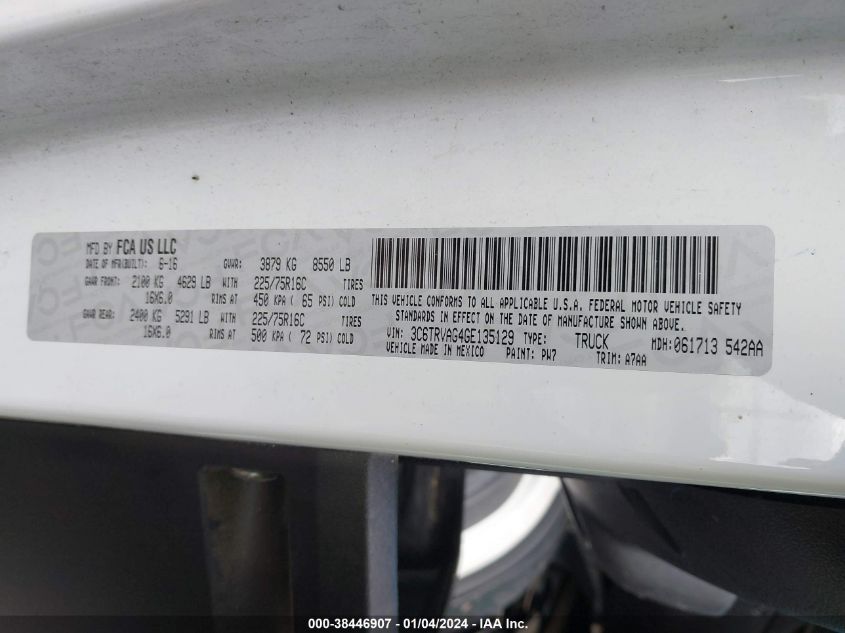 MFD BY FCA US LLC
DATE OF MFR(BUILT): 6-16 GVWR: 3879 KG 8550 LB
GAWR FRONT: 2100 KG 4629 LB WITH 225/75R16C TIRES
16X6.0 RIMS AT 450 KPA ( 65 PSI) COLD
GAWR REAR: 2400 KG 5291 LB WITH 225/75R16C TIRES
16X6.0 RIMS AT 500 KPA ( 72 PSI) COLD
THIS VEHICLE CONFORMS TO ALL APPLICABLE U.S.A. FEDERAL MOTOR VEHICLE SAFETY
STANDARDS IN EFFECT ON THE DATE OF MANUFACTURE SHOWN ABOVE.
VIN: 3C6TRVAG4GE135129 TYPE: TRUCK MDH:061713 542AA
VEHICLE MADE IN MEXICO PAINT: PW7 TRIM: A7AA
000-38446907 - 01/04/2024 - IAA Inc.